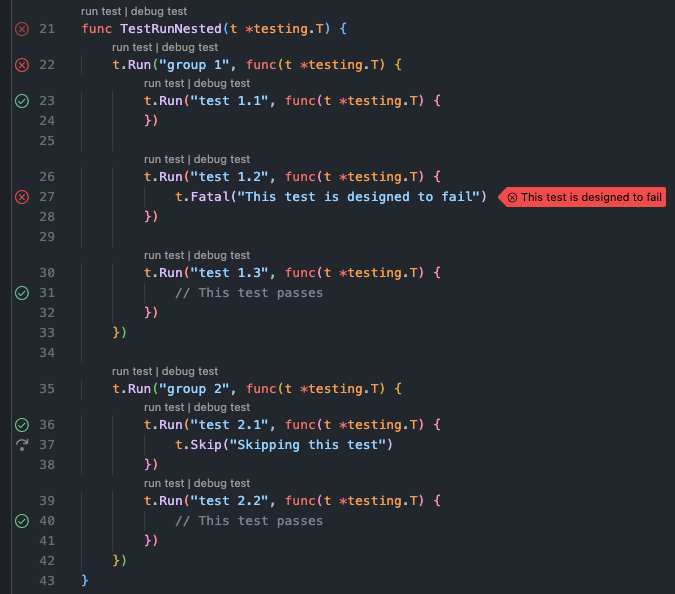 run test | debug test
21 func TestRunNested(t *testing.T) {
run test | debug test
22 t.Run("group 1", func(t *testing.T) {
run test | debug test
23 t.Run("test 1.1", func(t *testing.T) {
24 })
25
run test | debug test
26 t.Run("test 1.2", func(t *testing.T) {
27 t.Fatal("This test is designed to fail") This test is designed to fail
28 })
29
run test | debug test
30 t.Run("test 1.3", func(t *testing.T) {
31 // This test passes
32 })
33 })
34
run test | debug test
35 t.Run("group 2", func(t *testing.T) {
run test | debug test
36 t.Run("test 2.1", func(t *testing.T) {
37 t.Skip("Skipping this test")
38 })
run test | debug test
39 t.Run("test 2.2", func(t *testing.T) {
40 // This test passes
41 })
42 })
43 }